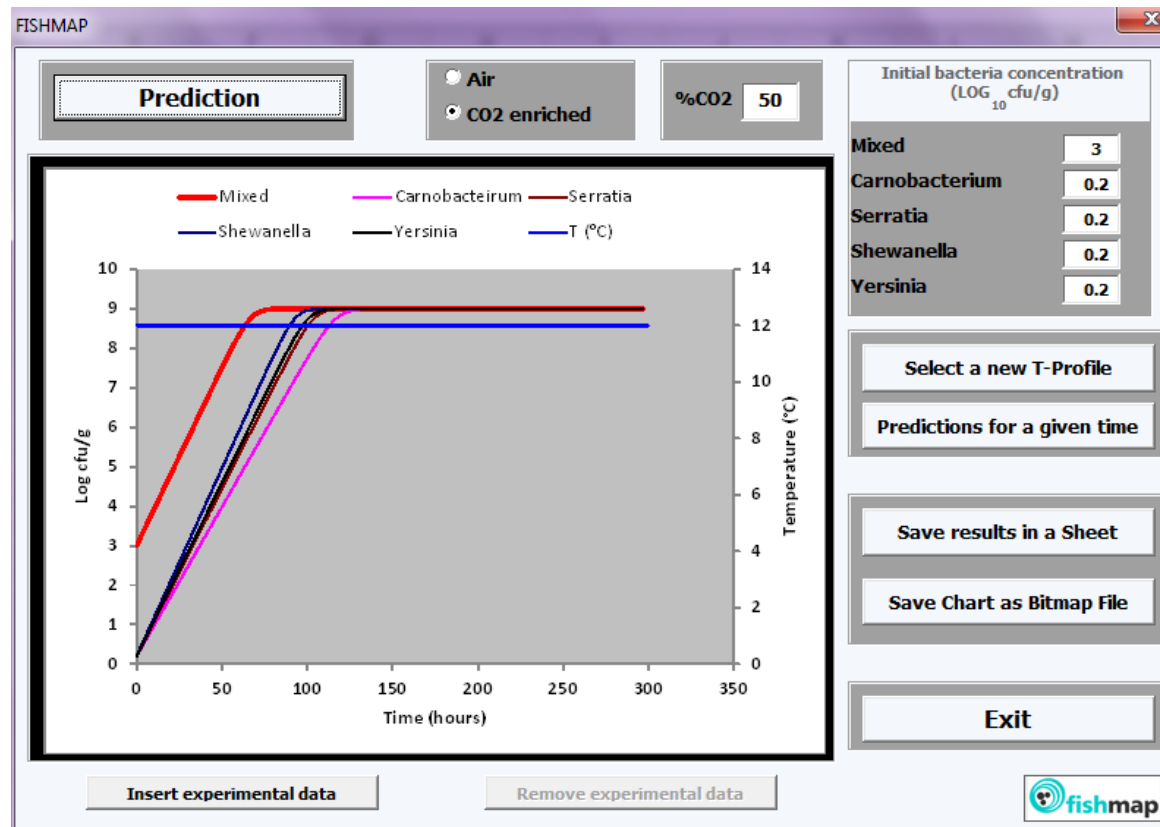 FISHMAP
x
Prediction
Air
CO2 enriched
%CO2 50
Initial bacteria concentration
(LOG10 cfu/g)
Mixed 3
Carnobacterium 0.2
Serratia 0.2
Shewanella 0.2
Yersinia 0.2
Mixed Carnobacteirum Serratia
Shewanella Yersinia T (°C)
10 14
9
8 12
7 10
6
5 8
4 6
3 4
2
1 2
0 0
Log cfu/g
Temperature (°C)
0 50 100 150 200 250 300 350
Time (hours)
Select a new T-Profile
Predictions for a given time
Save results in a Sheet
Save Chart as Bitmap File
Exit
Insert experimental data
Remove experimental data
fishmap